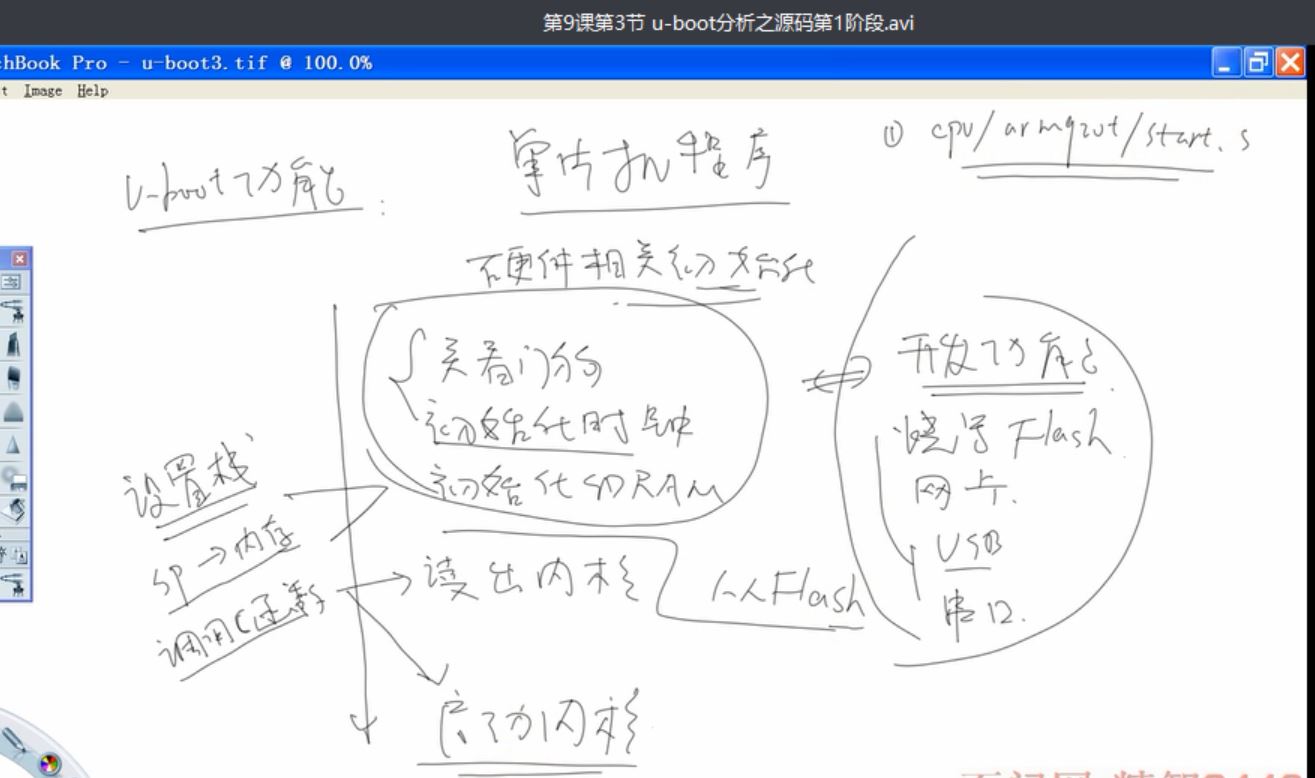 第9课第3节 u-boot分析之源码第1阶段.avi
chBook Pro - u-boot3.tif @ 100.0%
t Image Help
u-boot功能:
单片机程序
① cpu/arm920t/start.s
硬件相关初始化
关看门狗
初始化时钟
初始化SDRAM
设置栈
sp→内存
调用C函数
读出内核
从Flash
启动内核
开发功能.
烧写Flash
网卡.
USB
串口.